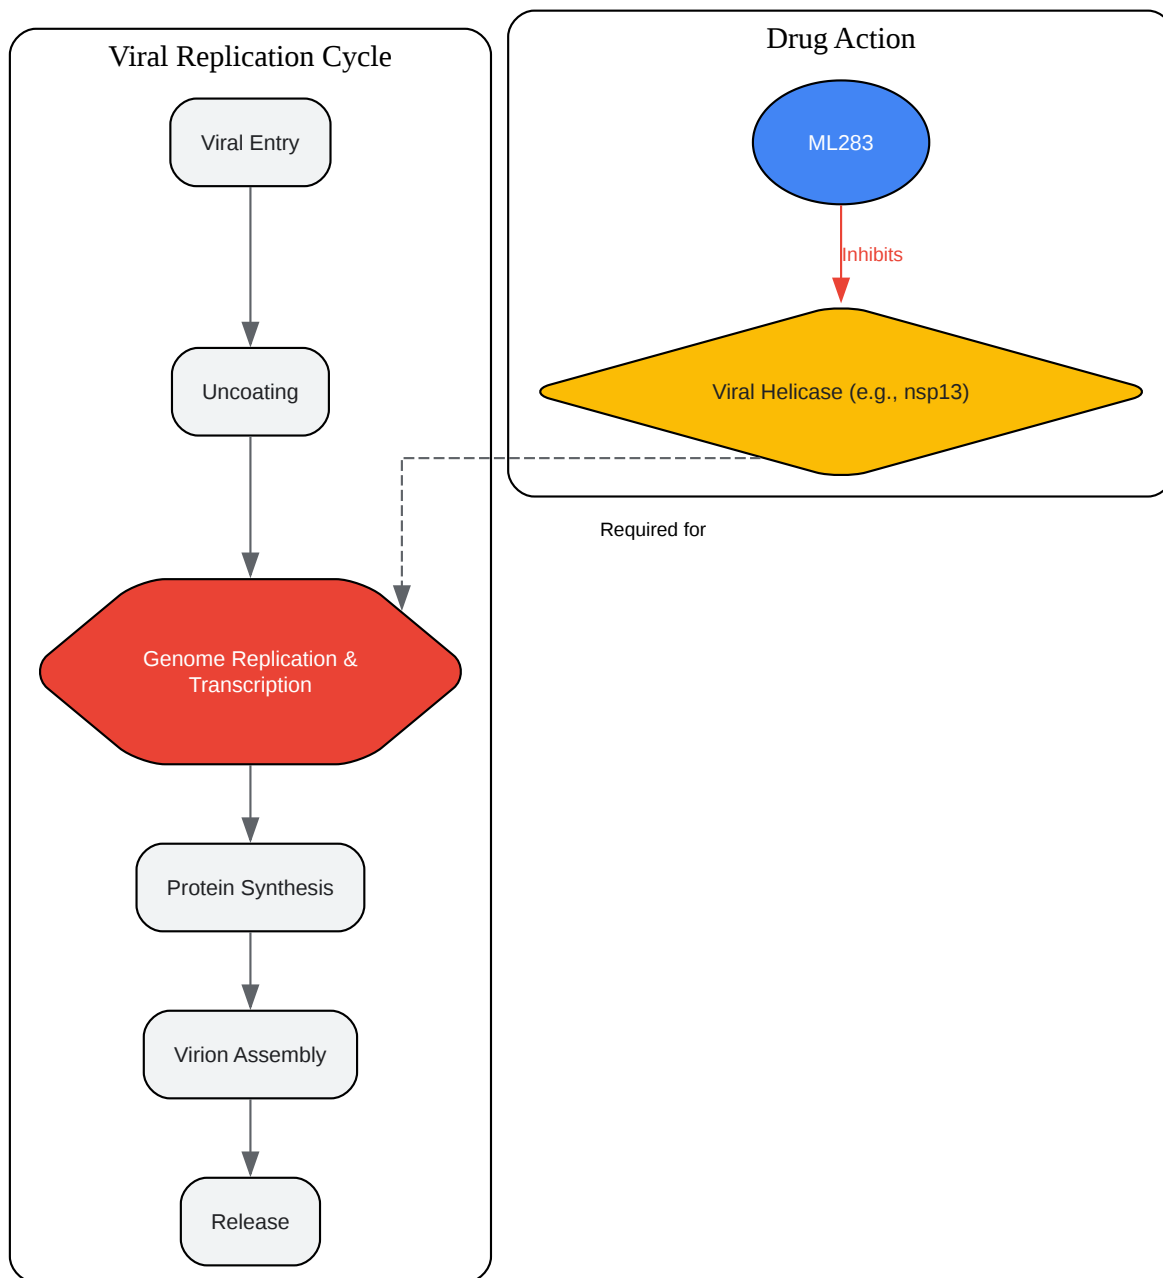 Viral Replication Cycle
Viral Entry
Uncoating
Genome Replication &
Transcription
Protein Synthesis
Virion Assembly
Release
Drug Action
ML283
Inhibits
Viral Helicase (e.g., nsp13)
Required for